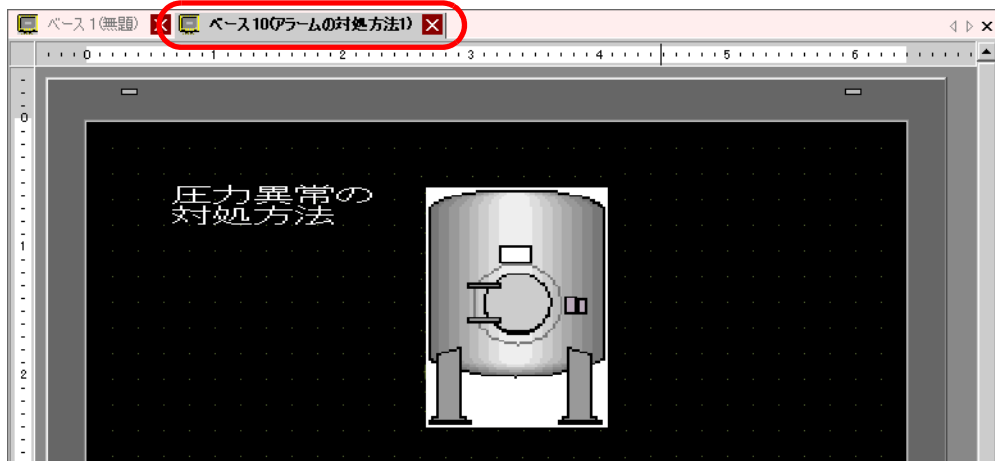 ベース 1(無題)
ベース 10(アラームの対処方法1)
0 1 2 3 4 5 6
0
1
2
圧力異常の
対処方法